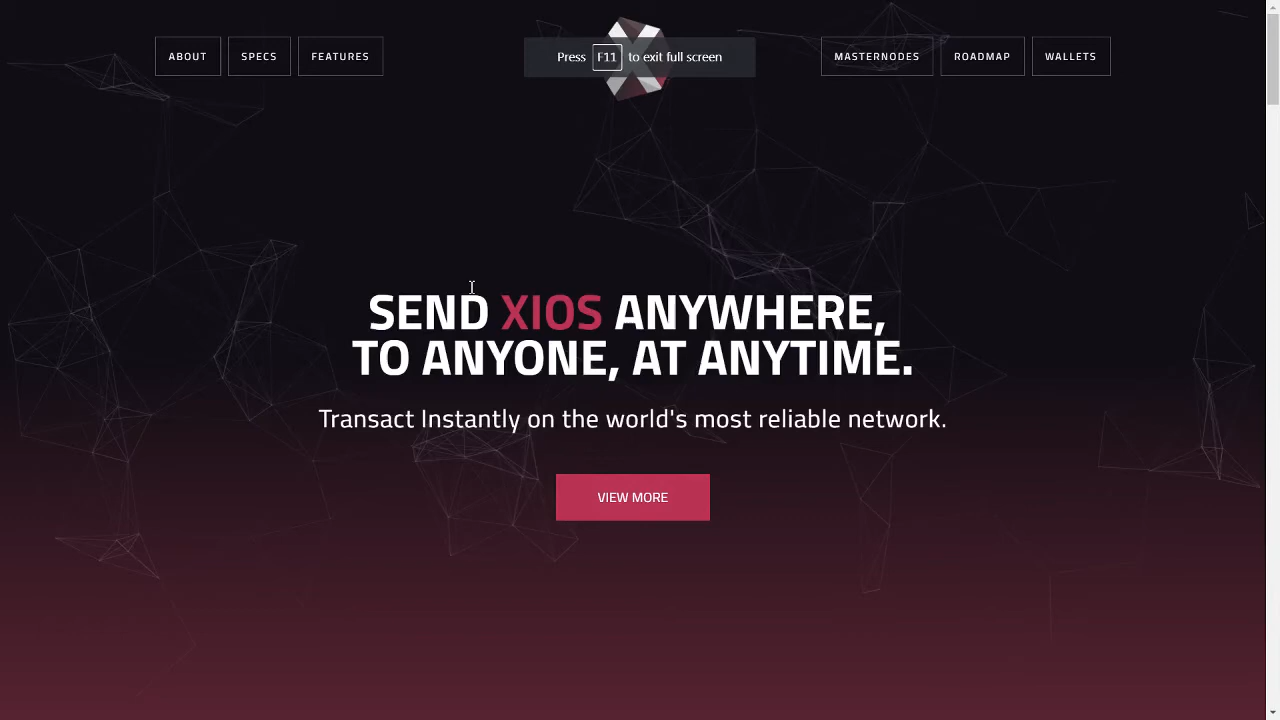 ABOUT
SPECS
FEATURES
Press F11 to exit full screen
MASTERNODES
ROADMAP
WALLETS
SEND XIOS ANYWHERE,
TO ANYONE, AT ANYTIME.
Transact Instantly on the world's most reliable network.
VIEW MORE